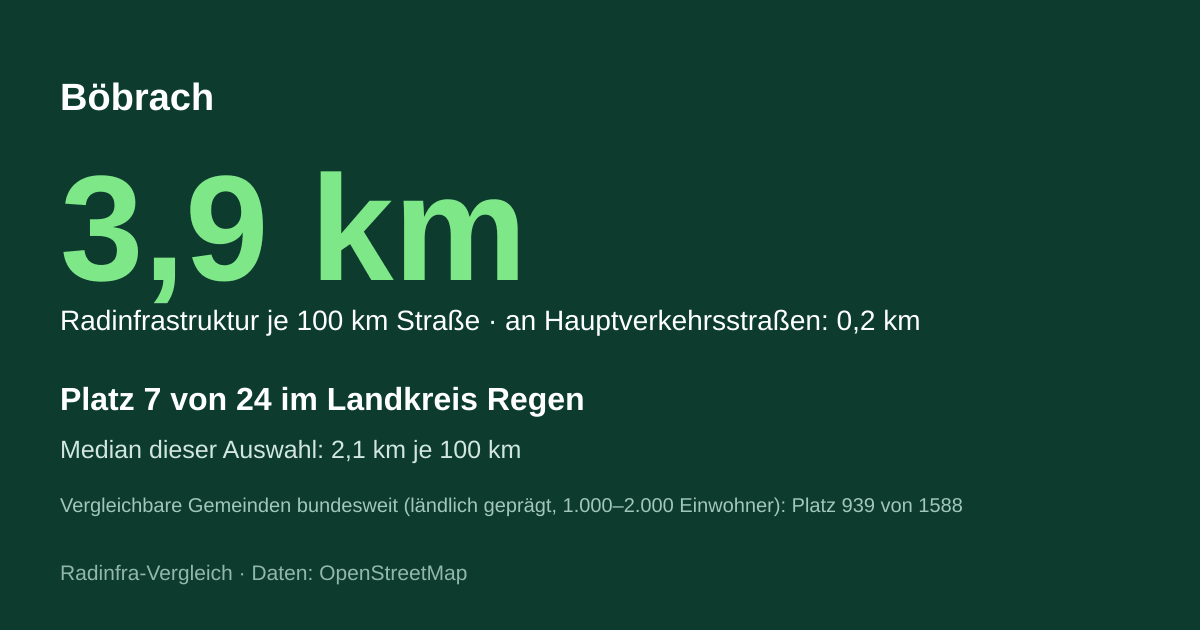 Böbrach
3,9 km
Radinfrastruktur je 100 km Straße · an Hauptverkehrsstraßen: 0,2 km
Platz 7 von 24 im Landkreis Regen
Median dieser Auswahl: 2,1 km je 100 km
Vergleichbare Gemeinden bundesweit (ländlich geprägt, 1.000–2.000 Einwohner): Platz 939 von 1588
Radinfra-Vergleich · Daten: OpenStreetMap